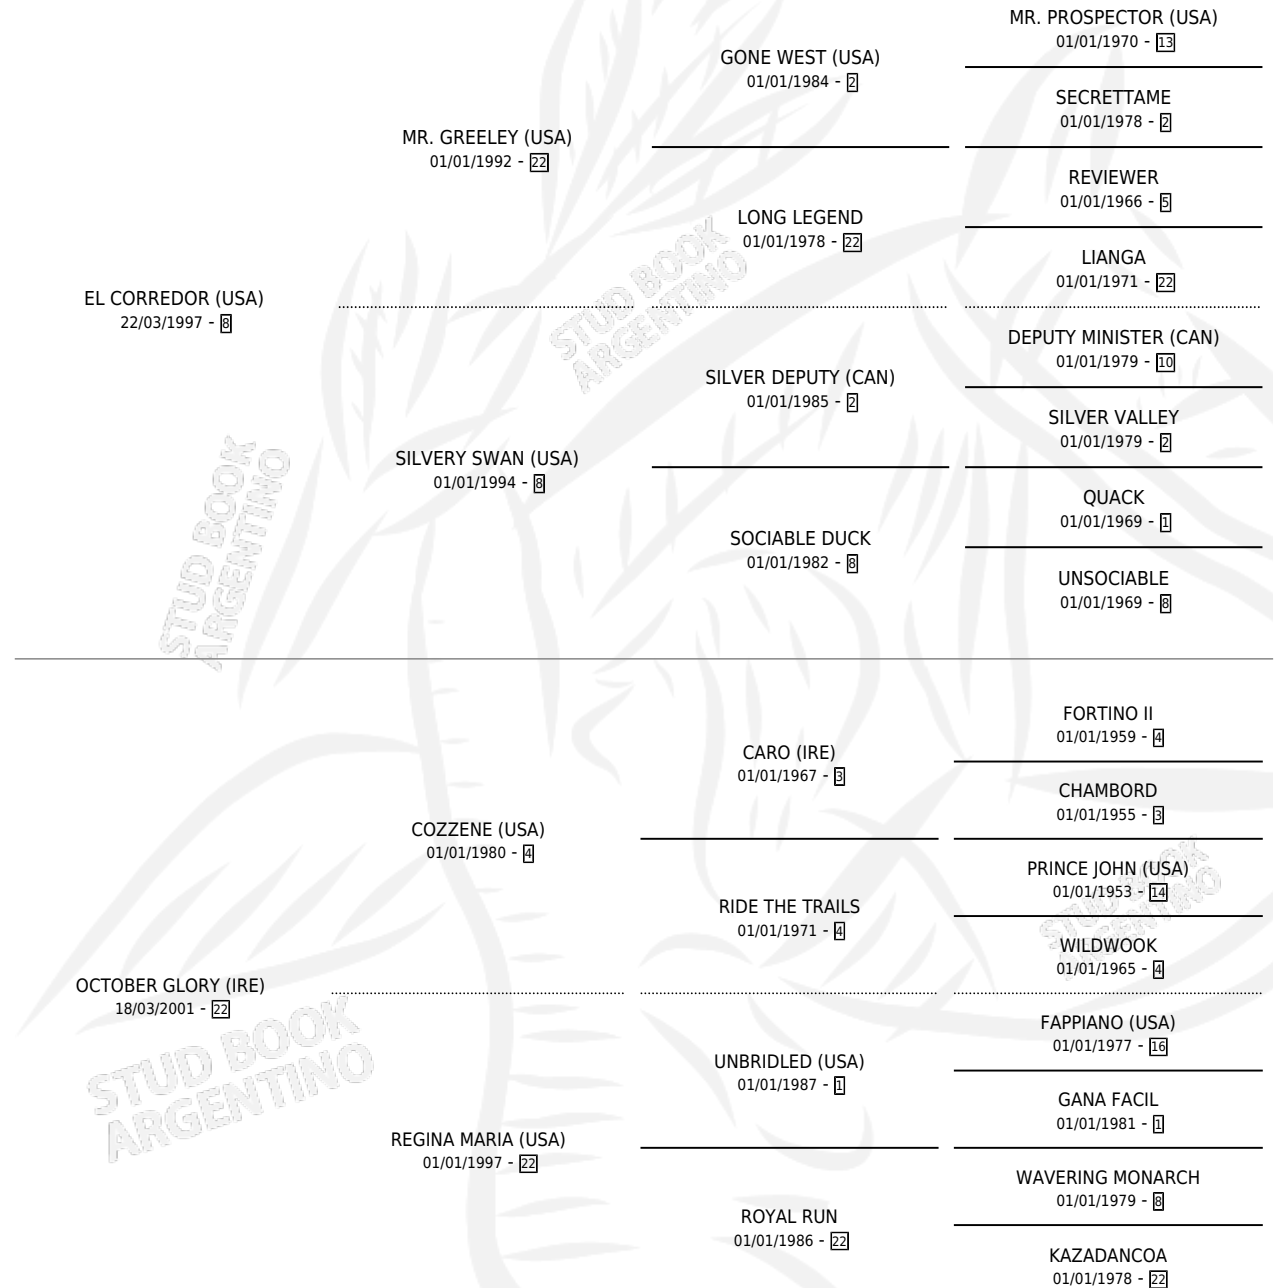 MR. PROSPECTOR (USA)
01/01/1970 - 13
GONE WEST (USA)
01/01/1984 - 2
SECRETTAME
01/01/1978 - 2
MR. GREELEY (USA)
01/01/1992 - 22
REVIEWER
01/01/1966 - 5
LONG LEGEND
01/01/1978 - 22
LIANGA
01/01/1971 - 22
EL CORREDOR (USA)
22/03/1997 - 8
STUD BOOK
ARGENTINO
DEPUTY MINISTER (CAN)
01/01/1979 - 10
SILVER DEPUTY (CAN)
01/01/1985 - 2
SILVER VALLEY
01/01/1979 - 2
SILVERY SWAN (USA)
01/01/1994 - 8
QUACK
01/01/1969 - 1
SOCIABLE DUCK
01/01/1982 - 8
UNSOCIABLE
01/01/1969 - 8
STUD BOOK
ARGENTINO
FORTINO II
01/01/1959 - 4
CARO (IRE)
01/01/1967 - 3
CHAMBORD
01/01/1955 - 3
COZZENE (USA)
01/01/1980 - 4
PRINCE JOHN (USA)
01/01/1953 - 14
STUD BOOK
ARGENTINO
RIDE THE TRAILS
01/01/1971 - 4
WILDWOOK
01/01/1965 - 4
OCTOBER GLORY (IRE)
18/03/2001 - 22
STUD BOOK
ARGENTINO
FAPPIANO (USA)
01/01/1977 - 16
UNBRIDLED (USA)
01/01/1987 - 1
GANA FACIL
01/01/1981 - 1
REGINA MARIA (USA)
01/01/1997 - 22
WAVERING MONARCH
01/01/1979 - 8
ROYAL RUN
01/01/1986 - 22
KAZADANCOA
01/01/1978 - 22